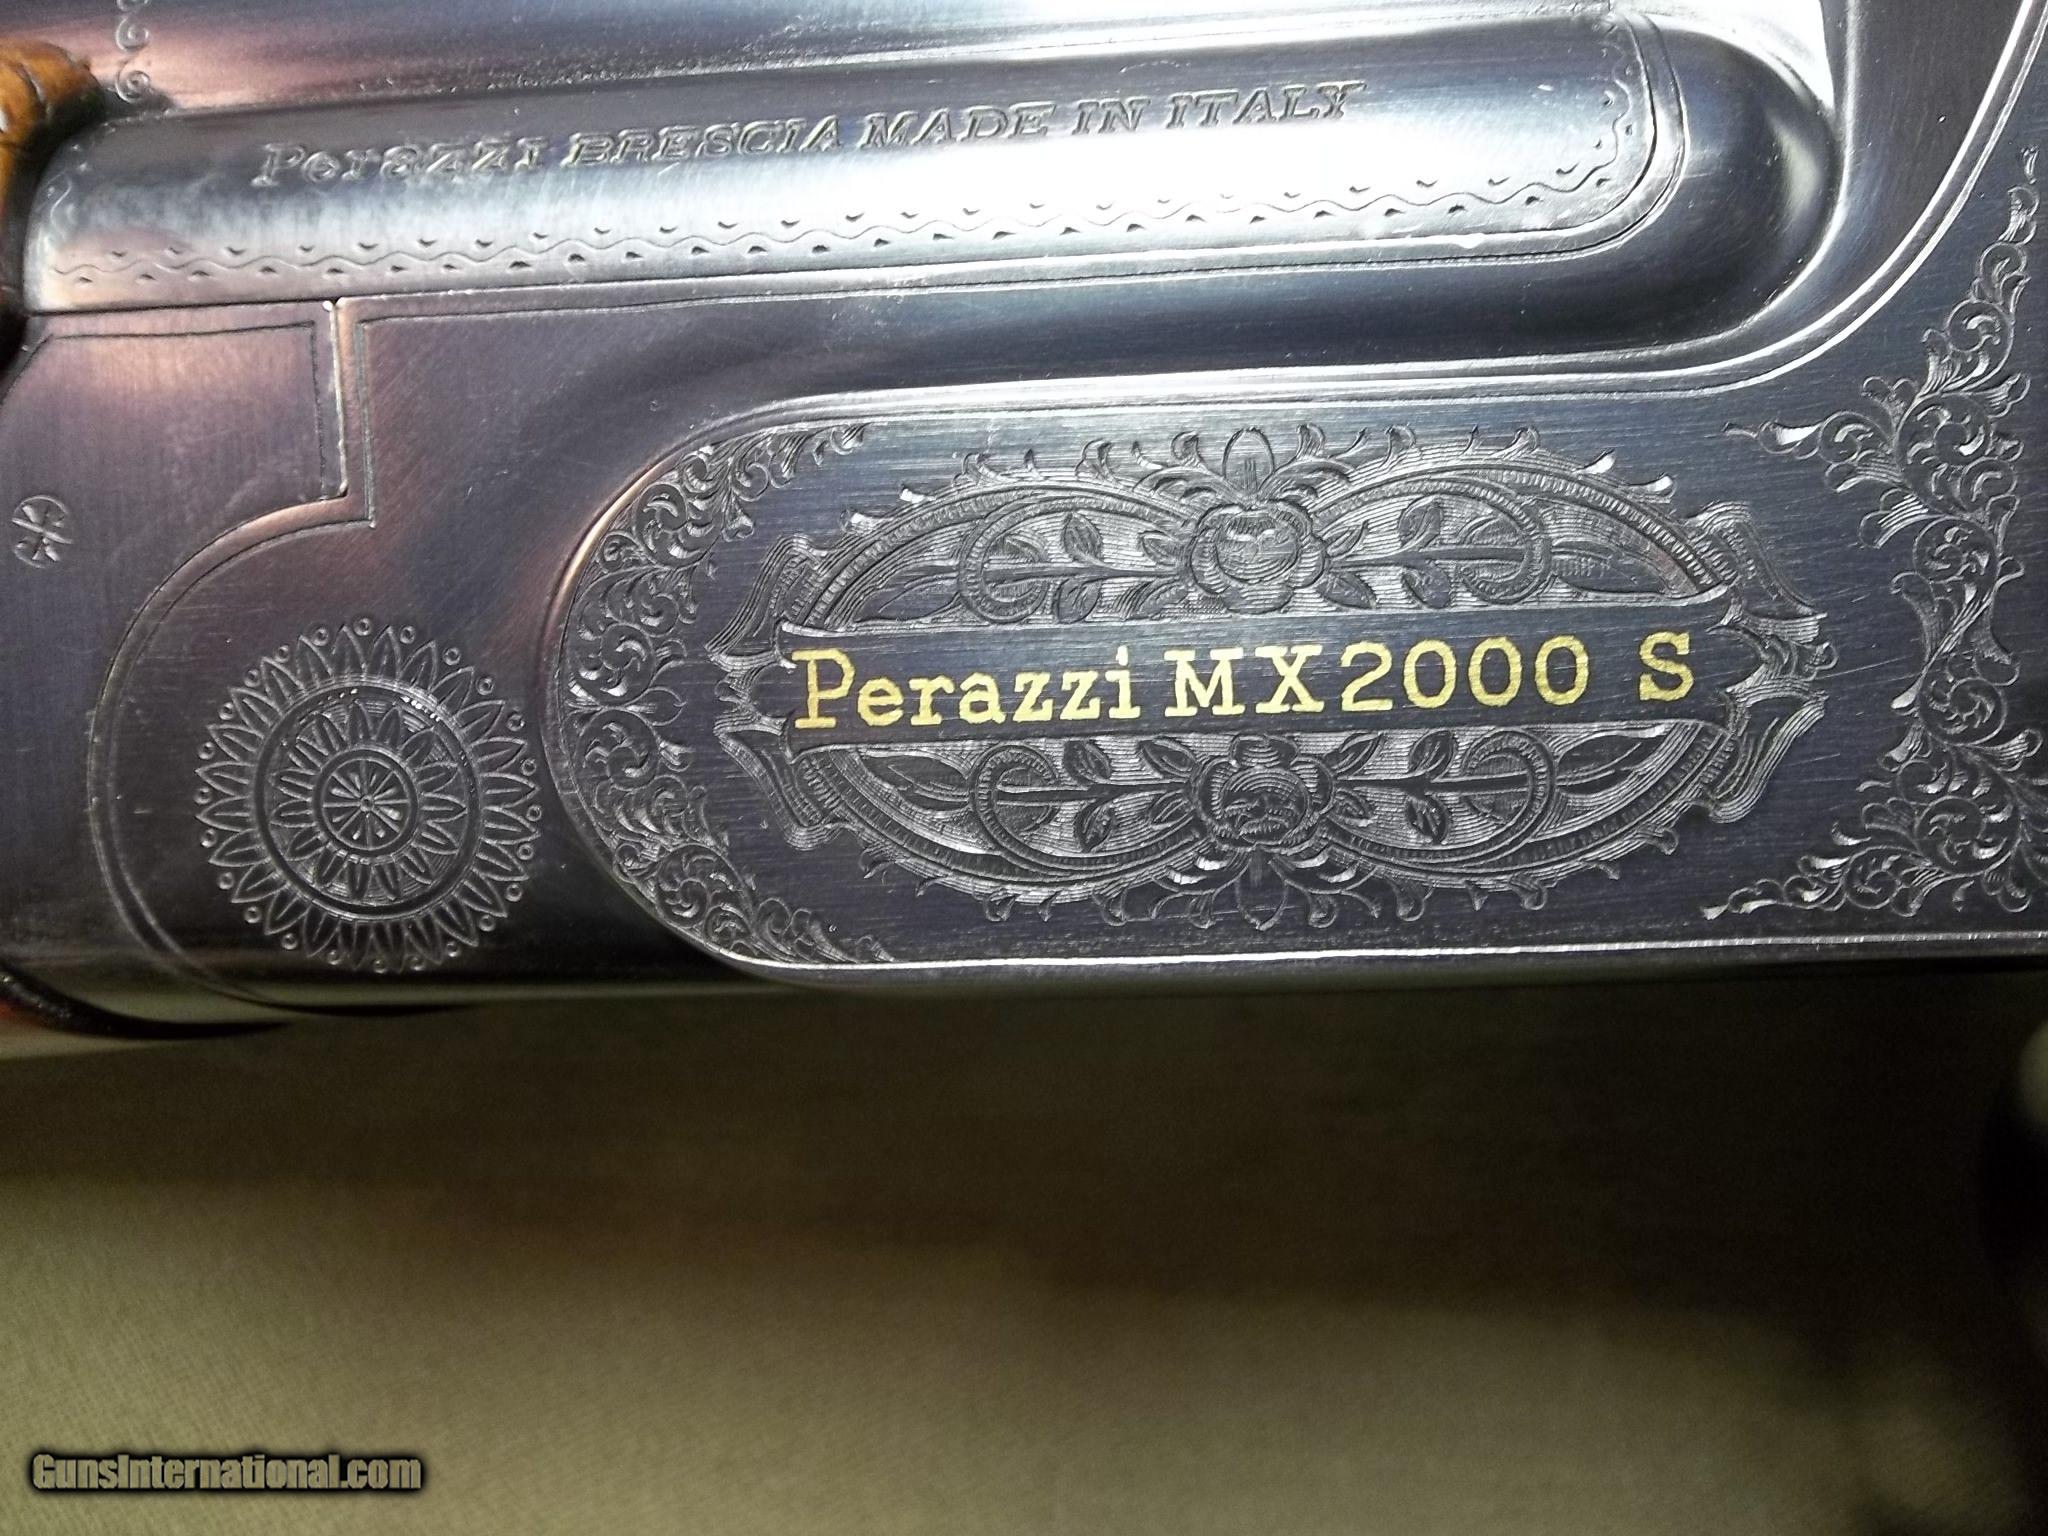 Perazzi BRESCIA MADE IN ITALY
Perazzi MX2000 S
GunsInternational.com